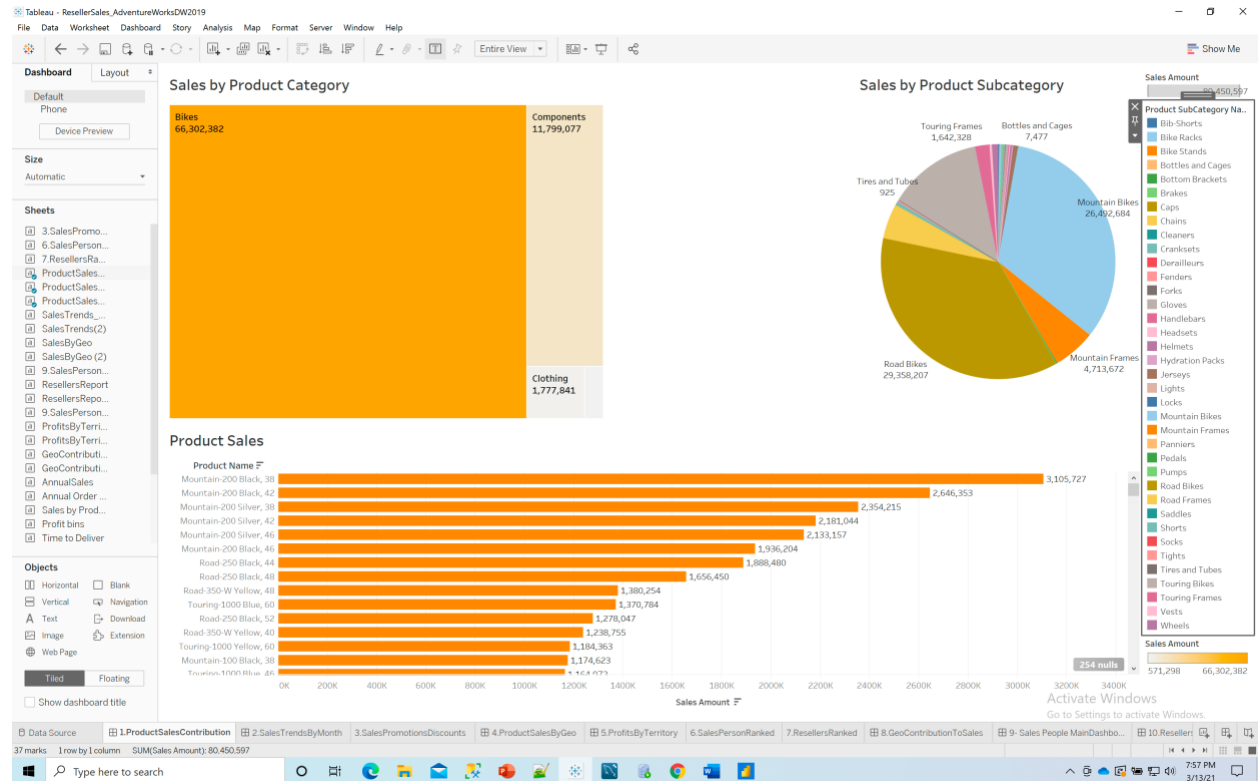 Tableau - ResellerSales_AdventureWorksDW2019
File Data Worksheet Dashboard Story Analysis Map Format Server Window Help
Entire View
Show Me
Dashboard
Layout
Default
Phone
Device Preview
Size
Automatic
Sheets
3.SalesPromo...
6.SalesPerson...
7.ResellersRa...
ProductSales...
ProductSales...
ProductSales...
SalesTrends_...
SalesTrends(2)
SalesByGeo
SalesByGeo (2)
9.SalesPerson...
ResellersReport
ResellersRepo...
9.SalesPerson...
ProfitsByTerri...
ProfitsByTerri...
GeoContributi...
GeoContributi...
AnnualSales
Annual Order ...
Sales by Prod...
Profit bins
Time to Deliver
Objects
Horizontal Blank
Vertical Navigation
Text Download
Image Extension
Web Page
Tiled Floating
Show dashboard title
Sales by Product Category
Bikes
66,302,382
Components
11,799,077
Clothing
1,777,841
Sales by Product Subcategory
Touring Frames
1,642,328
Bottles and Cages
7,477
Tires and Tubes
925
Mountain Bikes
26,492,684
Road Bikes
29,358,207
Mountain Frames
4,713,672
Sales Amount
80,450,597
Product SubCategory Na..
Bib-Shorts
Bike Racks
Bike Stands
Bottles and Cages
Bottom Brackets
Brakes
Caps
Chains
Cleaners
Cranksets
Derailleurs
Fenders
Forks
Gloves
Handlebars
Headsets
Helmets
Hydration Packs
Jerseys
Lights
Locks
Mountain Bikes
Mountain Frames
Panniers
Pedals
Pumps
Road Bikes
Road Frames
Saddles
Shorts
Socks
Tights
Tires and Tubes
Touring Bikes
Touring Frames
Vests
Wheels
Sales Amount
571,298 66,302,382
Product Sales
Product Name
Mountain-200 Black, 38 3,105,727
Mountain-200 Black, 42 2,646,353
Mountain-200 Silver, 38 2,354,215
Mountain-200 Silver, 42 2,181,044
Mountain-200 Silver, 46 2,133,157
Mountain-200 Black, 46 1,936,204
Road-250 Black, 44 1,888,480
Road-250 Black, 48 1,656,450
Road-350-W Yellow, 48 1,380,254
Touring-1000 Blue, 60 1,370,784
Road-250 Black, 52 1,278,047
Road-350-W Yellow, 40 1,238,755
Touring-1000 Yellow, 60 1,184,363
Mountain-100 Black, 38 1,174,623
Touring-1000 Blue, 46 1,164,973
254 nulls
0K 200K 400K 600K 800K 1000K 1200K 1400K 1600K 1800K 2000K 2200K 2400K 2600K 2800K 3000K 3200K 3400K
Sales Amount
Activate Windows
Go to Settings to activate Windows.
Data Source 1.ProductSalesContribution 2.SalesTrendsByMonth 3.SalesPromotionsDiscounts 4.ProductSalesByGeo 5.ProfitsByTerritory 6.SalesPersonRanked 7.ResellersRanked 8.GeoContributionToSales 9- Sales People MainDashbo... 10.Resellers
37 marks 1 row by 1 column SUM(Sales Amount): 80,450,597
Type here to search
7:57 PM